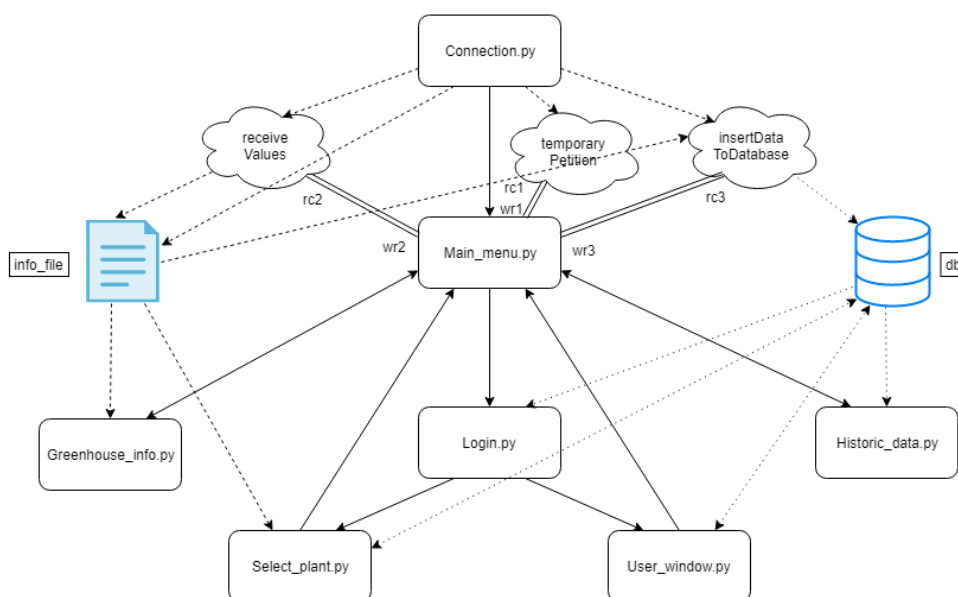 Connection.py
receive
Values
temporary
Petition
insertData
ToDatabase
rc1
rc2
rc3
wr1
wr2
wr3
Main_menu.py
info_file
db
Greenhouse_info.py
Login.py
Historic_data.py
Select_plant.py
User_window.py